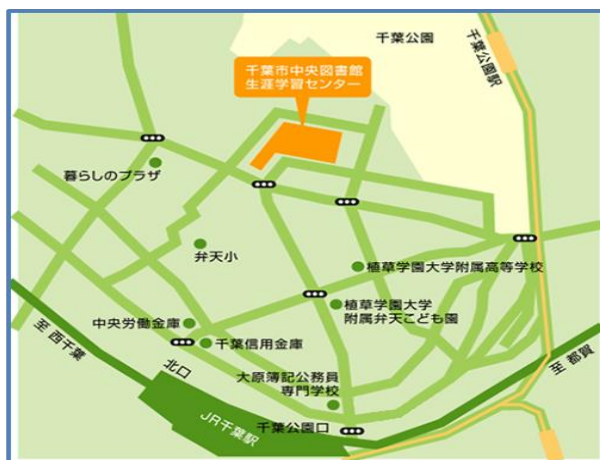 千葉公園
千葉公園駅
千葉市中央図書館
生涯学習センター
暮らしのプラザ
弁天小
植草学園大学附属高等学校
植草学園大学
附属弁天こども園
中央労働金庫
千葉信用金庫
至 西千葉
北口
大原簿記公務員
専門学校
至 都賀
JR千葉駅
千葉公園口